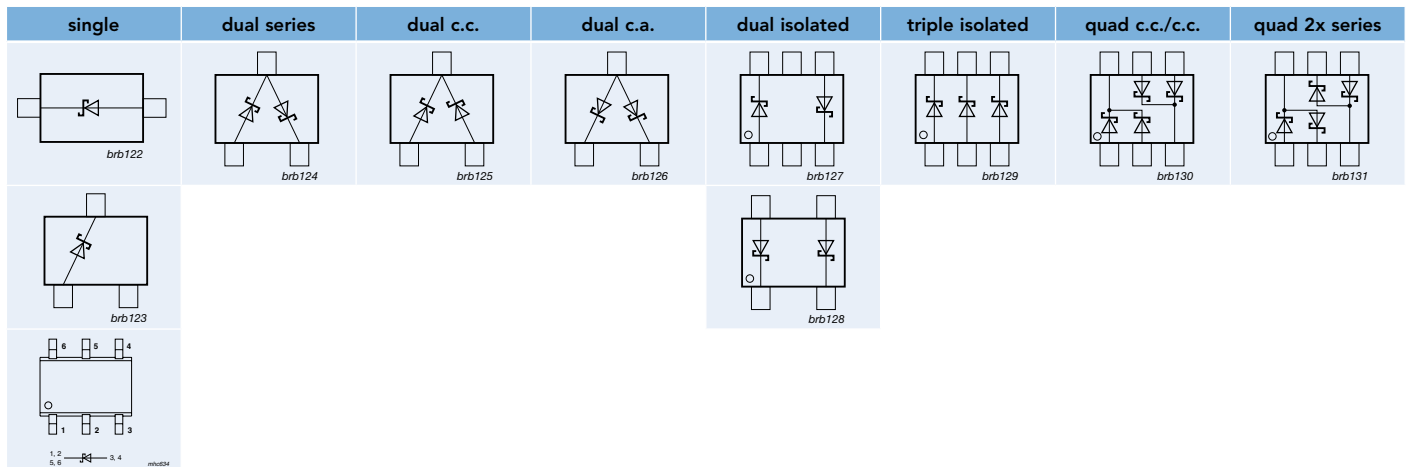 single dual series dual c.c. dual c.a. dual isolated triple isolated quad c.c./c.c. quad 2x series
brb122 brb124 brb125 brb126 brb127 brb129 brb130 brb131
brb123 brb128
6 5 4
1 2 3
1, 2
5, 6
3, 4
mhc634